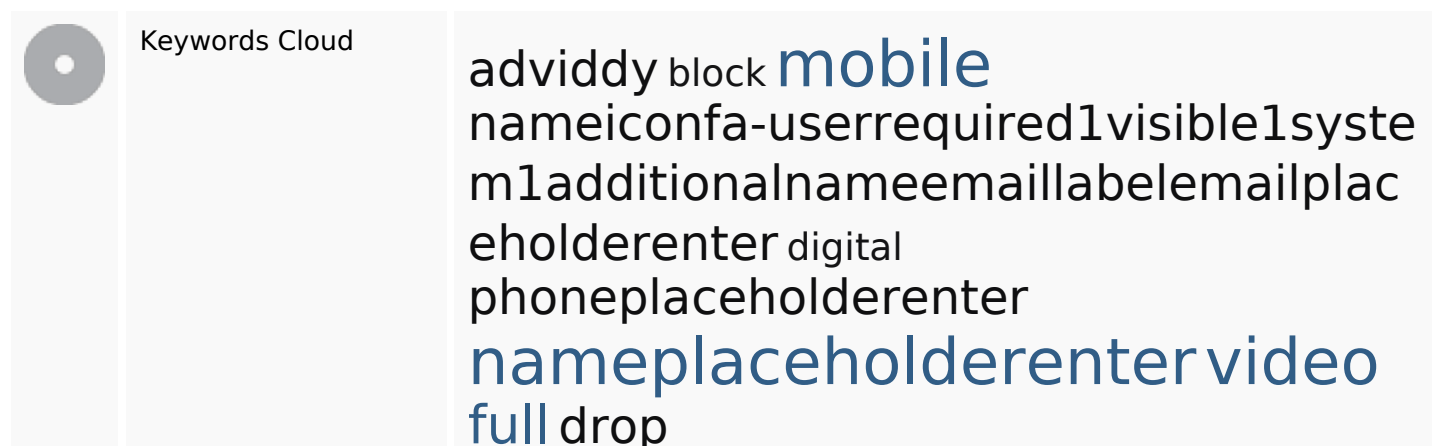 Keywords Cloud
adviddy block mobile
nameiconfa-userrequired1visible1syste
m1additionalnameemaillabelemailplac
eholderenter digital
phoneplaceholderenter
nameplaceholderenter video
full drop